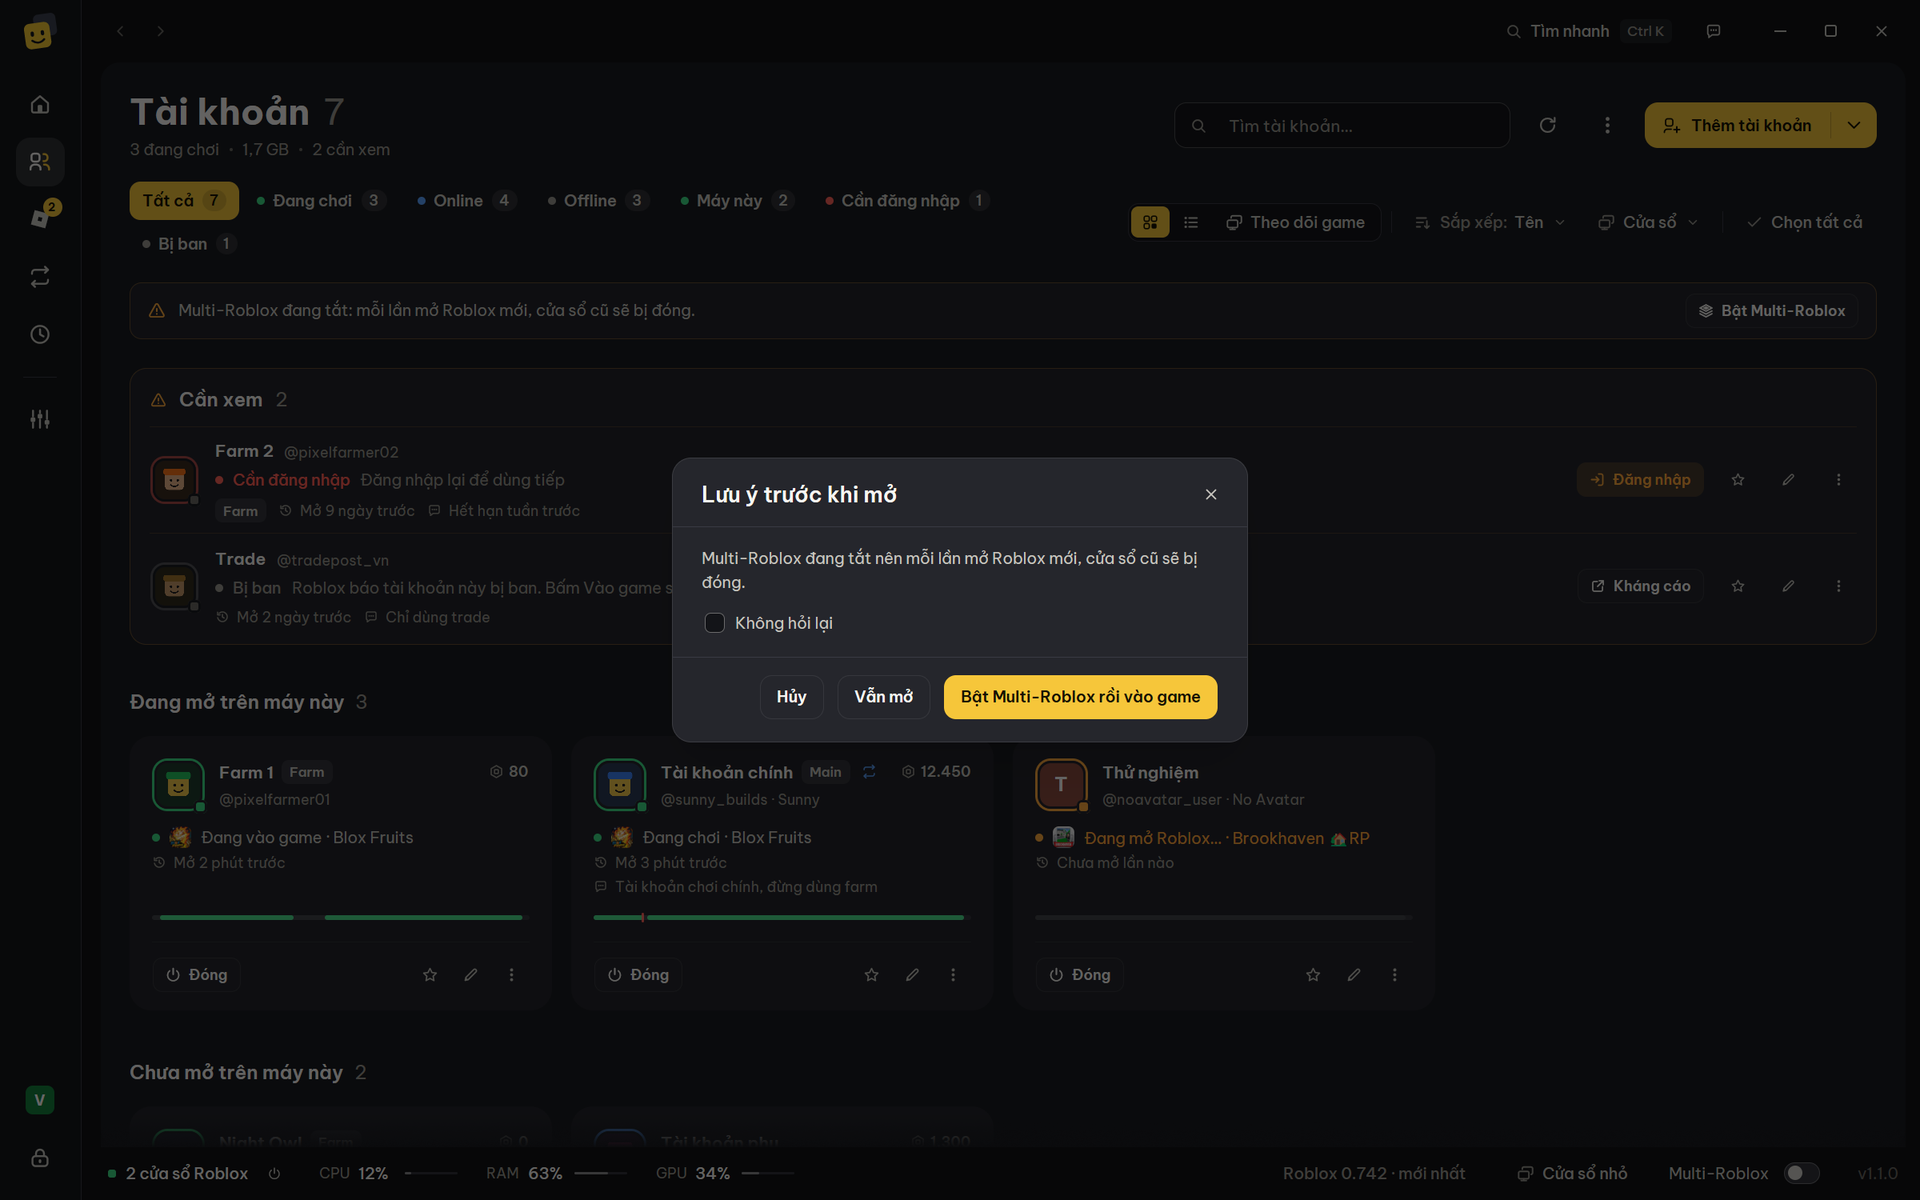 Tìm nhanh Ctrl K
Tài khoản 7
3 đang chơi · 1,7 GB · 2 cần xem
Tìm tài khoản...
Thêm tài khoản
Tất cả 7
Đang chơi 3
Online 4
Offline 3
Máy này 2
Cần đăng nhập 1
Bị ban 1
Theo dõi game
Sắp xếp: Tên
Cửa sổ
Chọn tất cả
2
Multi-Roblox đang tắt: mỗi lần mở Roblox mới, cửa sổ cũ sẽ bị đóng.
Bật Multi-Roblox
Cần xem 2
Farm 2 @pixelfarmer02
Cần đăng nhập Đăng nhập lại để dùng tiếp
Farm Mở 9 ngày trước Hết hạn tuần trước
Đăng nhập
Trade @tradepost_vn
Bị ban Roblox báo tài khoản này bị ban. Bấm Vào game s
Mở 2 ngày trước Chỉ dùng trade
Kháng cáo
Lưu ý trước khi mở
Multi-Roblox đang tắt nên mỗi lần mở Roblox mới, cửa sổ cũ sẽ bị
đóng.
Không hỏi lại
Hủy
Vẫn mở
Bật Multi-Roblox rồi vào game
Đang mở trên máy này 3
Farm 1 Farm 80
@pixelfarmer01
Đang vào game · Blox Fruits
Mở 2 phút trước
Đóng
Tài khoản chính Main 12.450
@sunny_builds · Sunny
Đang chơi · Blox Fruits
Mở 3 phút trước
Tài khoản chơi chính, đừng dùng farm
Đóng
T
Thử nghiệm
@noavatar_user · No Avatar
Đang mở Roblox... · Brookhaven 🏡RP
Chưa mở lần nào
Đóng
Chưa mở trên máy này 2
Night Owl Farm 0
Tài khoản phụ 1.300
V
2 cửa sổ Roblox
CPU 12%
RAM 63%
GPU 34%
Roblox 0.742 · mới nhất
Cửa sổ nhỏ
Multi-Roblox
v1.1.0